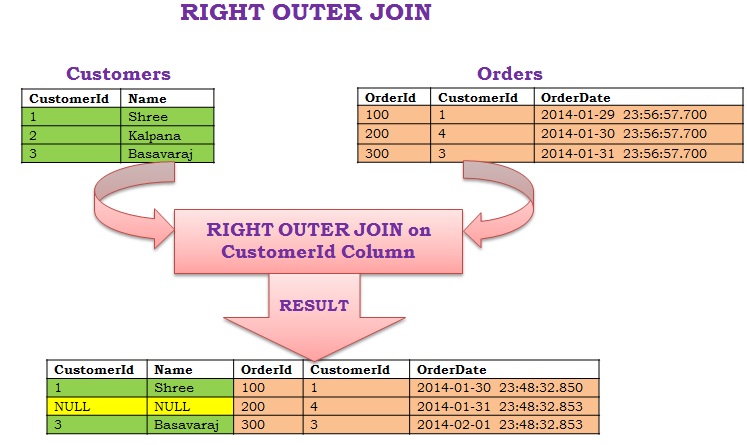 RIGHT OUTER JOIN
Customers
CustomerId Name
1 Shree
2 Kalpana
3 Basavaraj
Orders
OrderId CustomerId OrderDate
100 1 2014-01-29 23:56:57.700
200 4 2014-01-30 23:56:57.700
300 3 2014-01-31 23:56:57.700
RIGHT OUTER JOIN on
CustomerId Column
RESULT
CustomerId Name OrderId CustomerId OrderDate
1 Shree 100 1 2014-01-30 23:48:32.850
NULL NULL 200 4 2014-01-31 23:48:32.853
3 Basavaraj 300 3 2014-02-01 23:48:32.853